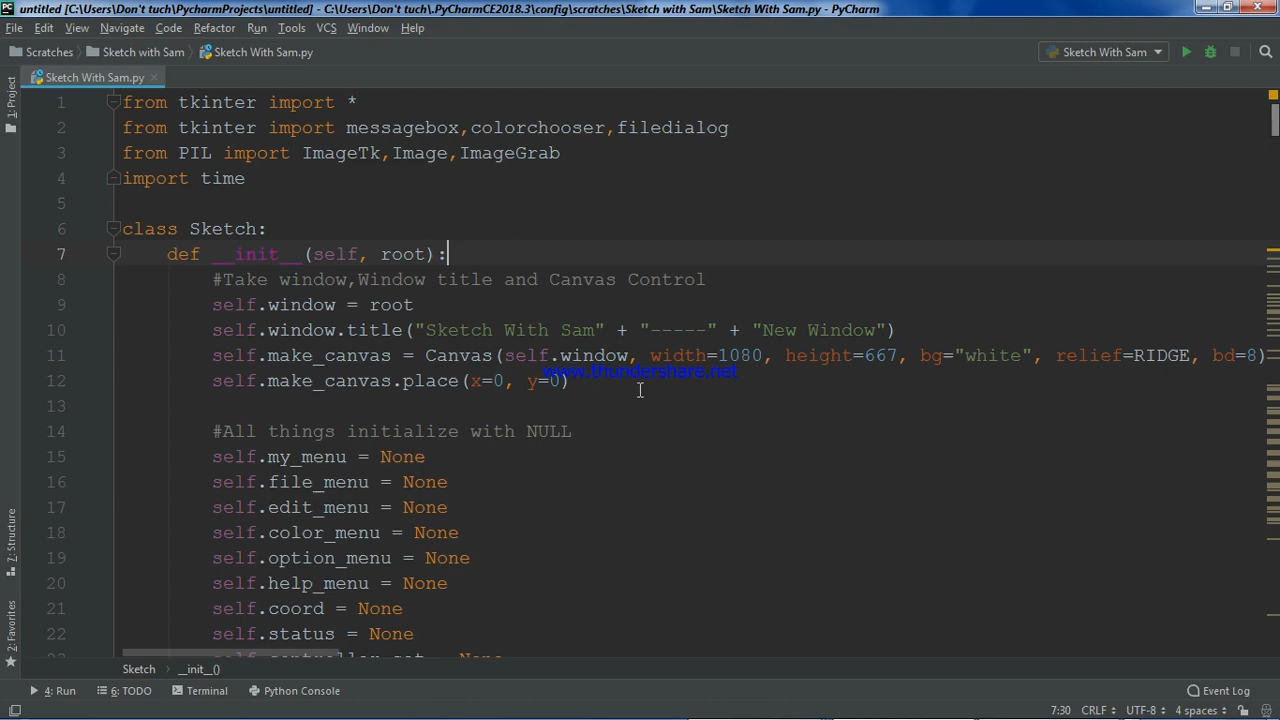 untitled [C:\Users\Don't tuch\PycharmProjects\untitled] - C:\Users\Don't tuch\.PyCharmCE2018.3\config\scratches\Sketch with Sam\Sketch With Sam.py - PyCharm
File Edit View Navigate Code Refactor Run Tools VCS Window Help
Scratches Sketch with Sam Sketch With Sam.py Sketch With Sam
Sketch With Sam.py
1: Project
7: Structure
2: Favorites
1 from tkinter import *
2 from tkinter import messagebox,colorchooser,filedialog
3 from PIL import ImageTk,Image,ImageGrab
4 import time
5
6 class Sketch:
7 def __init__(self, root):
8 #Take window,Window title and Canvas Control
9 self.window = root
10 self.window.title("Sketch With Sam" + "-----" + "New Window")
11 self.make_canvas = Canvas(self.window, width=1080, height=667, bg="white", relief=RIDGE, bd=8)
www.thundershare.net
12 self.make_canvas.place(x=0, y=0)
13
14 #All things initialize with NULL
15 self.my_menu = None
16 self.file_menu = None
17 self.edit_menu = None
18 self.color_menu = None
19 self.option_menu = None
20 self.help_menu = None
21 self.coord = None
22 self.status = None
Sketch __init__()
4: Run 6: TODO Terminal Python Console Event Log
7:30 CRLF UTF-8 4 spaces